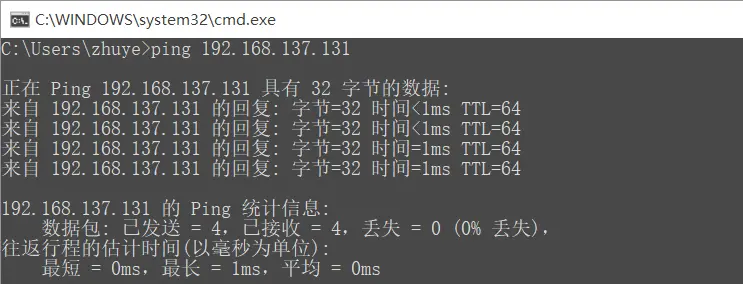 C:\WINDOWS\system32\cmd.exe
C:\Users\zhuye>ping 192.168.137.131
正在 Ping 192.168.137.131 具有 32 字节的数据:
来自 192.168.137.131 的回复: 字节=32 时间<1ms TTL=64
来自 192.168.137.131 的回复: 字节=32 时间<1ms TTL=64
来自 192.168.137.131 的回复: 字节=32 时间=1ms TTL=64
来自 192.168.137.131 的回复: 字节=32 时间=1ms TTL=64
192.168.137.131 的 Ping 统计信息:
数据包: 已发送 = 4，已接收 = 4，丢失 = 0 (0% 丢失)，
往返行程的估计时间(以毫秒为单位):
最短 = 0ms，最长 = 1ms，平均 = 0ms